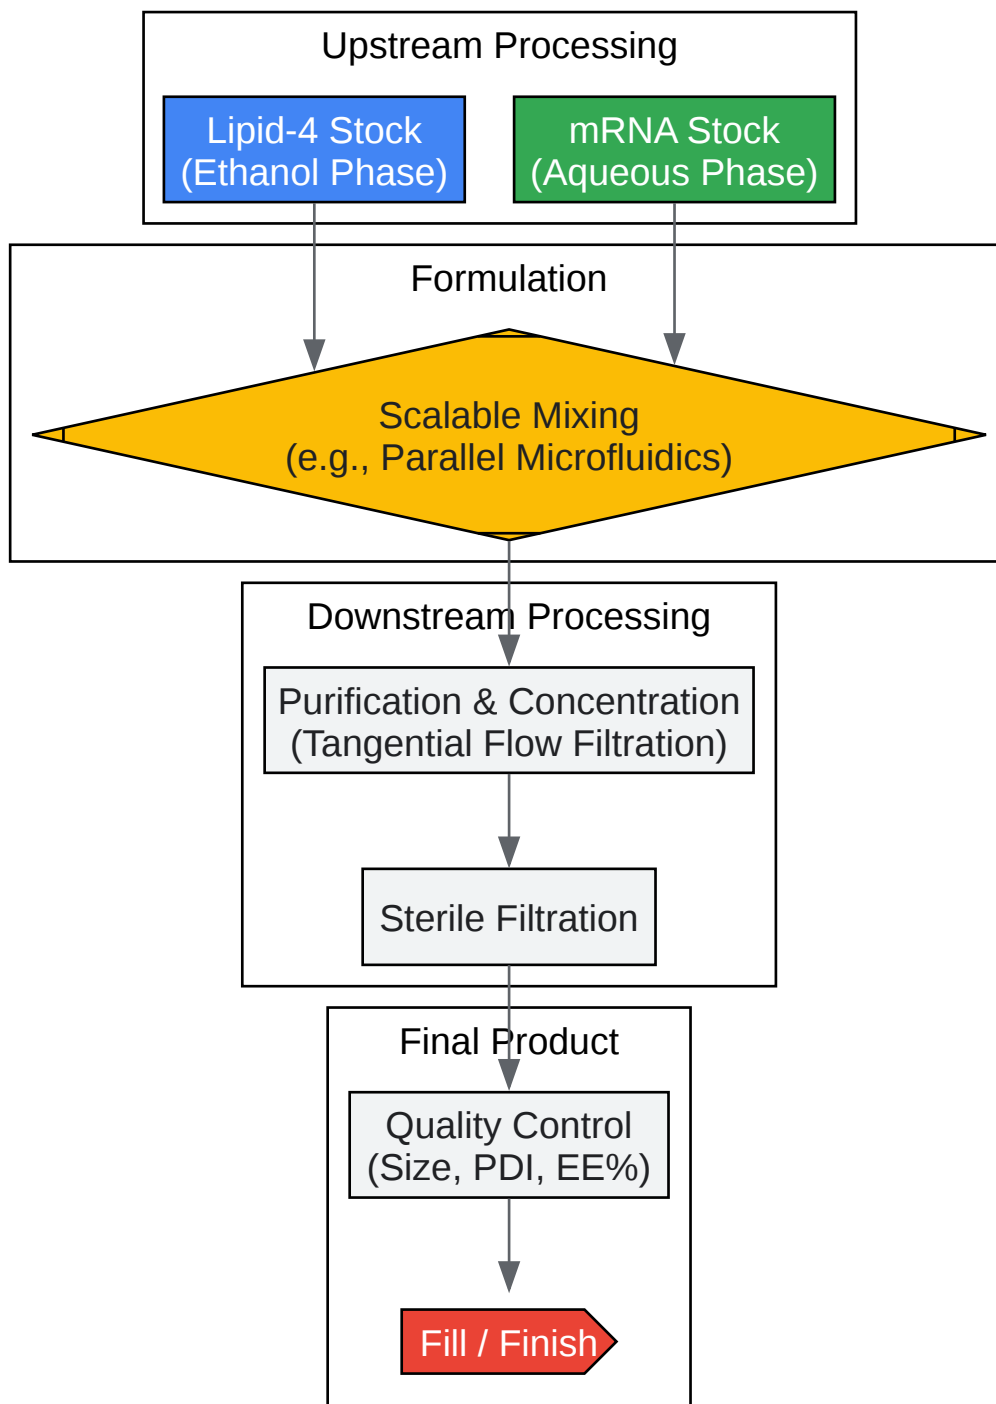 Upstream Processing
Lipid-4 Stock
(Ethanol Phase)
mRNA Stock
(Aqueous Phase)
Formulation
Scalable Mixing
(e.g., Parallel Microfluidics)
Downstream Processing
Purification & Concentration
(Tangential Flow Filtration)
Sterile Filtration
Final Product
Quality Control
(Size, PDI, EE%)
Fill / Finish